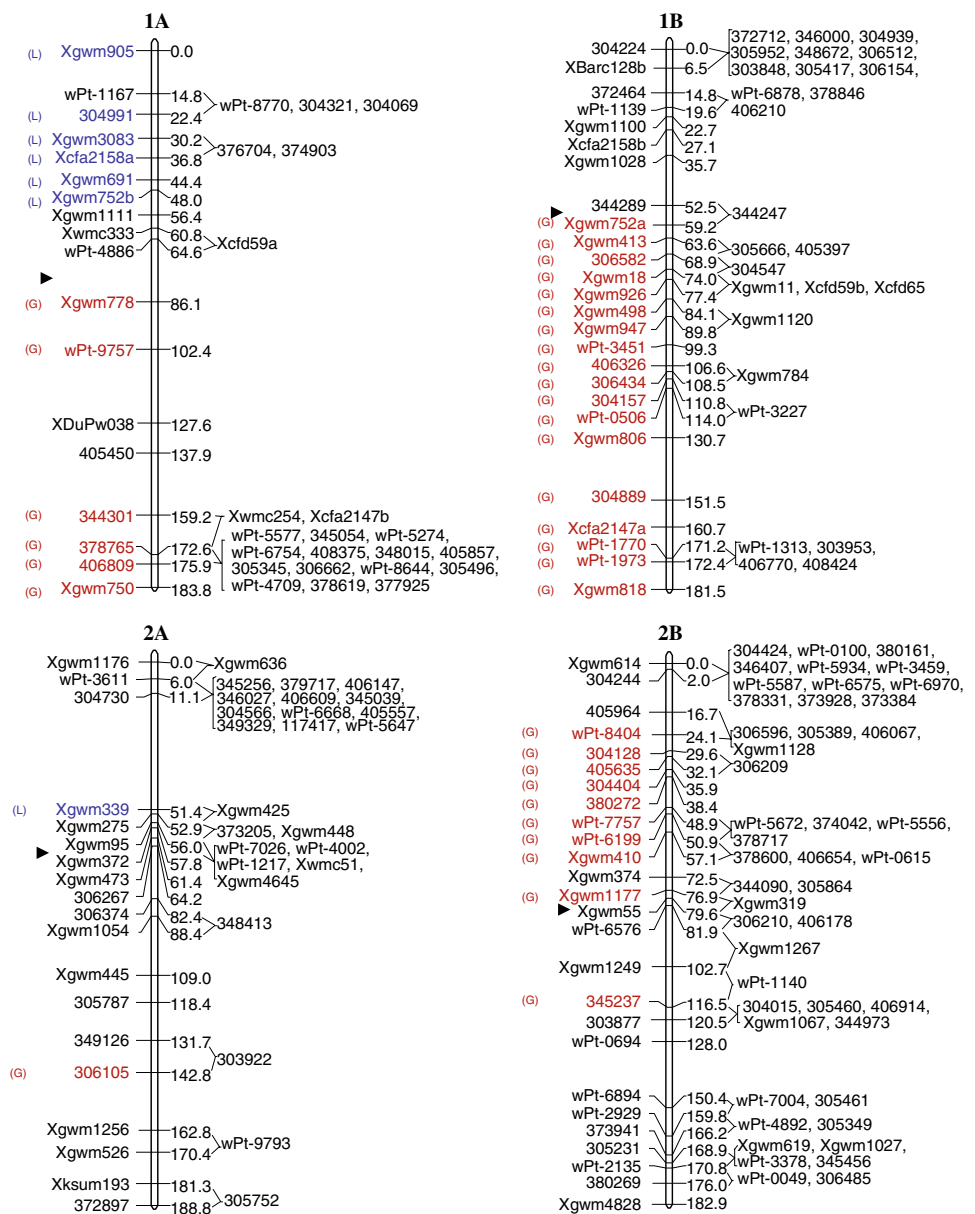 1A
(L) Xgwm905 0.0
wPt-1167 14.8 wPt-8770, 304321, 304069
(L) 304991 22.4
(L) Xgwm3083 30.2 376704, 374903
(L) Xcfa2158a 36.8
(L) Xgwm691 44.4
(L) Xgwm752b 48.0
Xgwm1111 56.4
Xwmc333 60.8 Xcfd59a
wPt-4886 64.6
(G) Xgwm778 86.1
(G) wPt-9757 102.4
XDuPw038 127.6
405450 137.9
(G) 344301 159.2 Xwmc254, Xcfa2147b
(G) 378765 172.6 wPt-5577, 345054, wPt-5274,
wPt-6754, 408375, 348015, 405857,
(G) 406809 175.9 305345, 306662, wPt-8644, 305496,
(G) Xgwm750 183.8 wPt-4709, 378619, 377925
1B
372712, 346000, 304939,
304224 0.0 305952, 348672, 306512,
XBarc128b 6.5 303848, 305417, 306154,
372464 14.8 wPt-6878, 378846
wPt-1139 19.6 406210
Xgwm1100 22.7
Xcfa2158b 27.1
Xgwm1028 35.7
344289 52.5 344247
(G) Xgwm752a 59.2
(G) Xgwm413 63.6 305666, 405397
(G) 306582 68.9 304547
(G) Xgwm18 74.0 Xgwm11, Xcfd59b, Xcfd65
(G) Xgwm926 77.4
(G) Xgwm498 84.1 Xgwm1120
(G) Xgwm947 89.8
(G) wPt-3451 99.3
(G) 406326 106.6 Xgwm784
(G) 306434 108.5
(G) 304157 110.8 wPt-3227
(G) wPt-0506 114.0
(G) Xgwm806 130.7
(G) 304889 151.5
(G) Xcfa2147a 160.7
(G) wPt-1770 171.2 wPt-1313, 303953,
(G) wPt-1973 172.4 406770, 408424
(G) Xgwm818 181.5
2A
Xgwm1176 0.0 Xgwm636
wPt-3611 6.0 345256, 379717, 406147,
304730 11.1 346027, 406609, 345039,
304566, wPt-6668, 405557,
349329, 117417, wPt-5647
(L) Xgwm339 51.4 Xgwm425
Xgwm275 52.9 373205, Xgwm448
Xgwm95 56.0 wPt-7026, wPt-4002,
Xgwm372 57.8 wPt-1217, Xwmc51,
Xgwm473 61.4 Xgwm4645
306267 64.2
306374 82.4 348413
Xgwm1054 88.4
Xgwm445 109.0
305787 118.4
349126 131.7 303922
(G) 306105 142.8
Xgwm1256 162.8 wPt-9793
Xgwm526 170.4
Xksum193 181.3 305752
372897 188.8
2B
304424, wPt-0100, 380161,
Xgwm614 0.0 346407, wPt-5934, wPt-3459,
304244 2.0 wPt-5587, wPt-6575, wPt-6970,
378331, 373928, 373384
405964 16.7 306596, 305389, 406067,
(G) wPt-8404 24.1 Xgwm1128
(G) 304128 29.6 306209
(G) 405635 32.1
(G) 304404 35.9
(G) 380272 38.4
(G) wPt-7757 48.9 wPt-5672, 374042, wPt-5556,
(G) wPt-6199 50.9 378717
(G) Xgwm410 57.1 378600, 406654, wPt-0615
Xgwm374 72.5 344090, 305864
(G) Xgwm1177 76.9 Xgwm319
Xgwm55 79.6 306210, 406178
wPt-6576 81.9 Xgwm1267
Xgwm1249 102.7 wPt-1140
(G) 345237 116.5 304015, 305460, 406914,
303877 120.5 Xgwm1067, 344973
wPt-0694 128.0
wPt-6894 150.4 wPt-7004, 305461
wPt-2929 159.8 wPt-4892, 305349
373941 166.2 Xgwm619, Xgwm1027,
305231 168.9 wPt-3378, 345456
wPt-2135 170.8 wPt-0049, 306485
380269 176.0
Xgwm4828 182.9